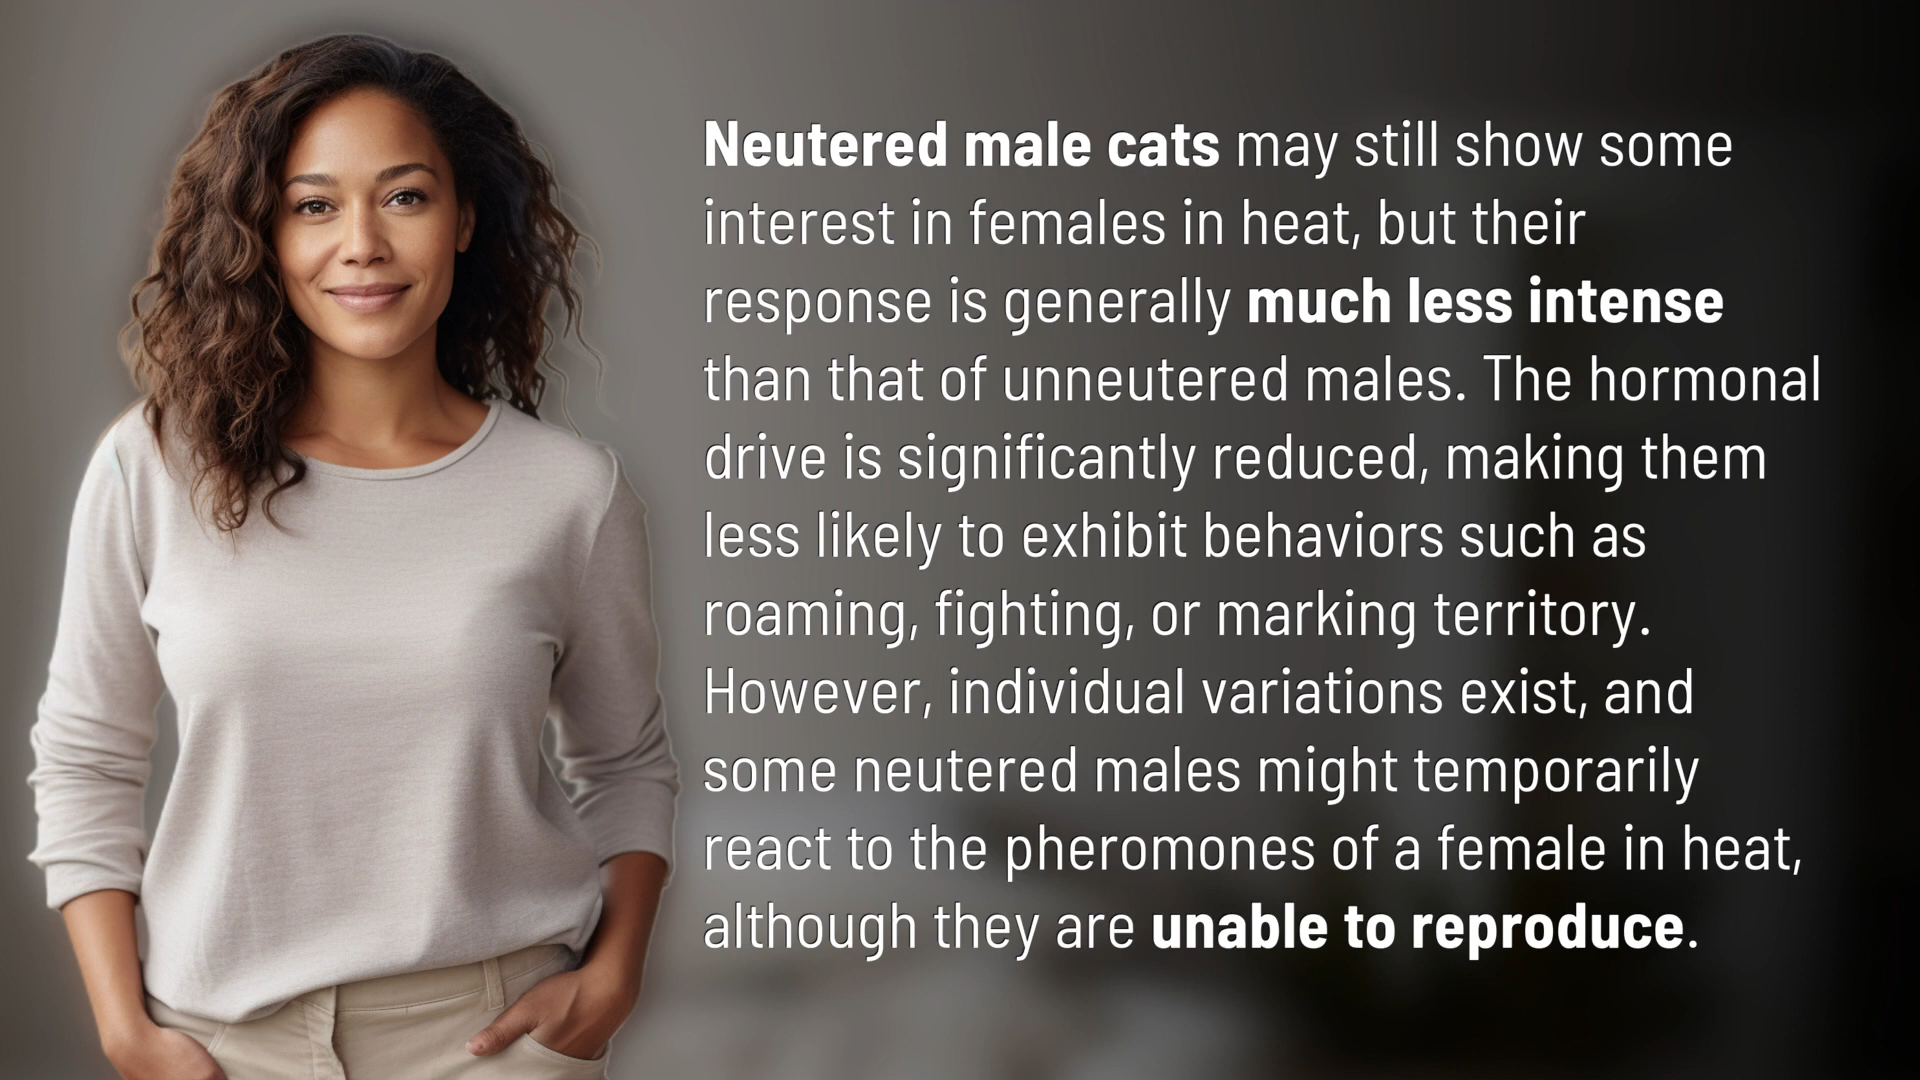 Neutered male cats may still show some
interest in females in heat, but their
response is generally much less intense
than that of unneutered males. The hormonal
drive is significantly reduced, making them
less likely to exhibit behaviors such as
roaming, fighting, or marking territory.
However, individual variations exist, and
some neutered males might temporarily
react to the pheromones of a female in heat,
although they are unable to reproduce.